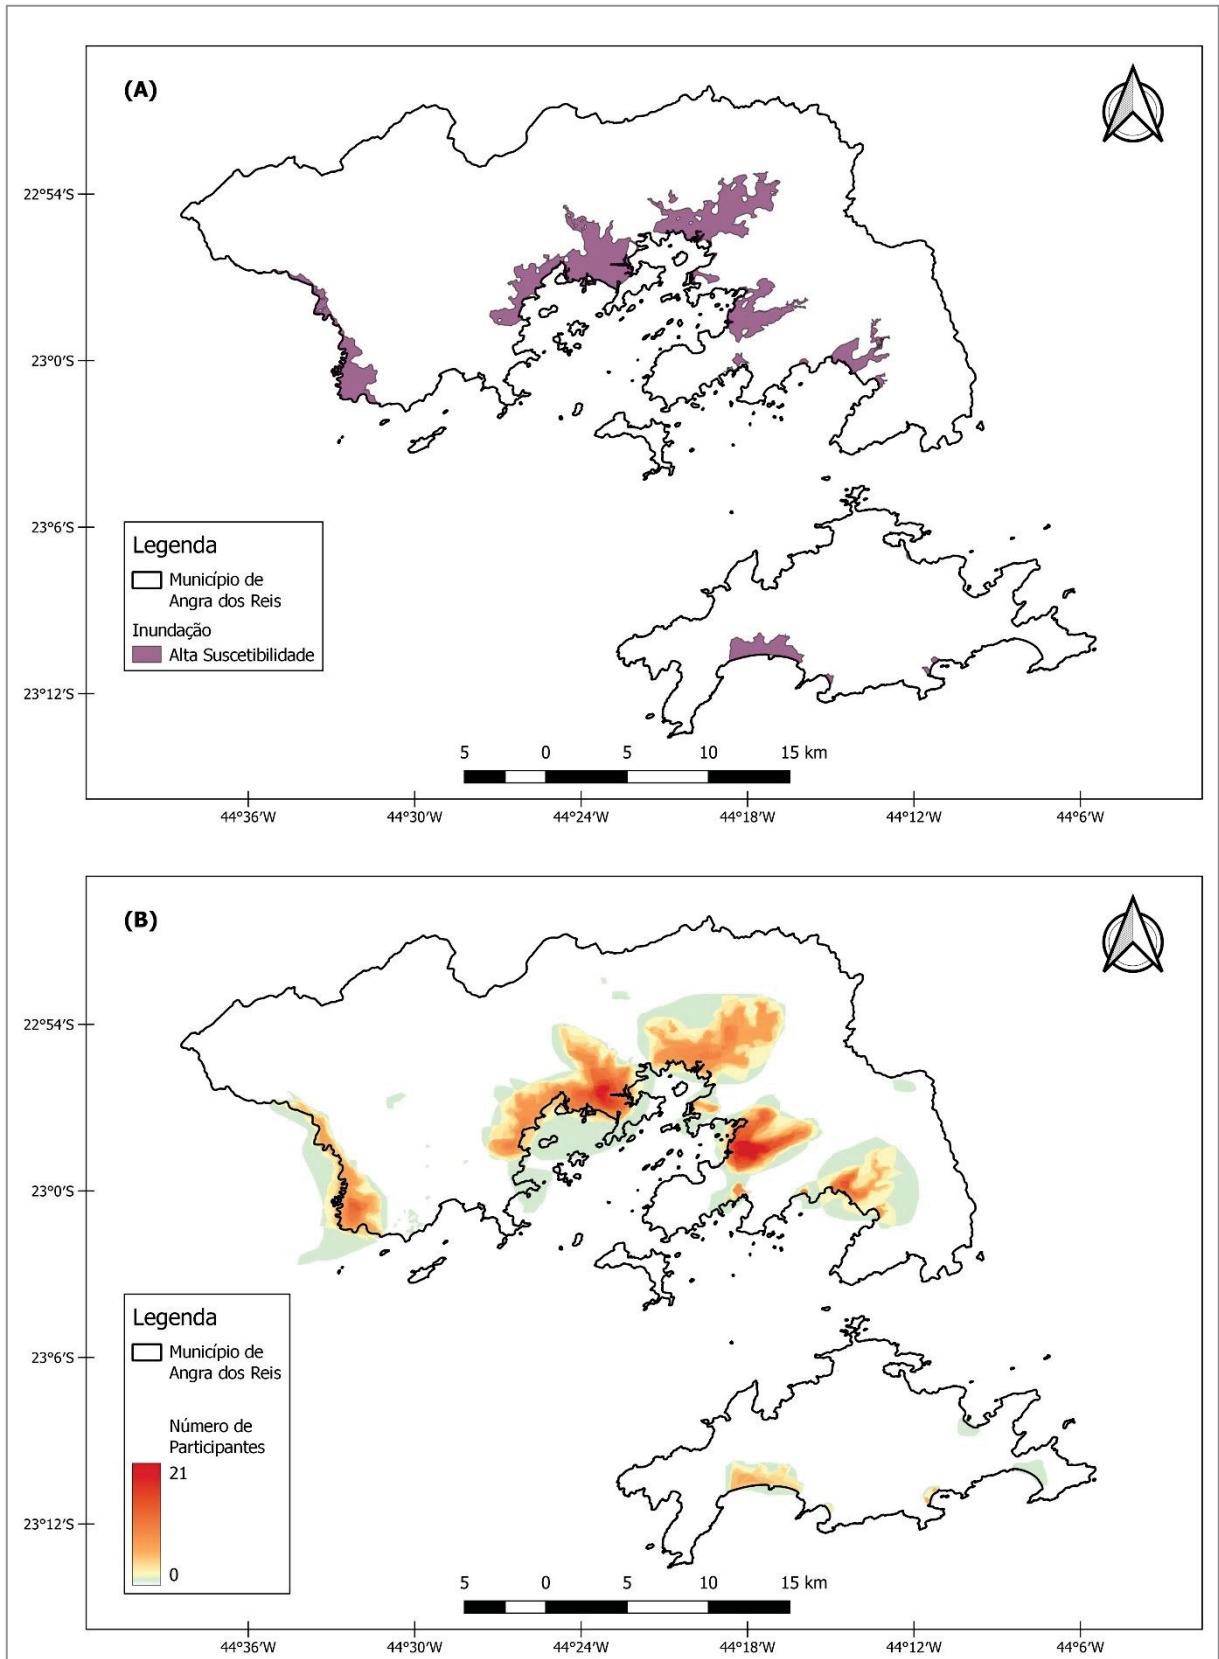 (A)
22°54'S
23°0'S
23°6'S
23°12'S
Legenda
Município de
Angra dos Reis
Inundação
Alta Suscetibilidade
5 0 5 10 15 km
44°36'W 44°30'W 44°24'W 44°18'W 44°12'W 44°6'W
(B)
22°54'S
23°0'S
23°6'S
23°12'S
Legenda
Município de
Angra dos Reis
Número de
Participantes
21
0
5 0 5 10 15 km
44°36'W 44°30'W 44°24'W 44°18'W 44°12'W 44°6'W